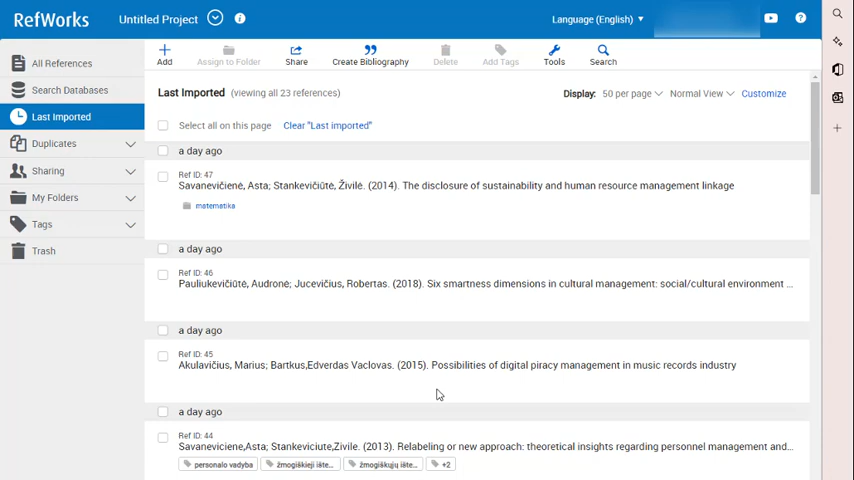 RefWorks
Untitled Project
Language (English)
Add
Assign to Folder
Share
Create Bibliography
Delete
Add Tags
Tools
Search
All References
Search Databases
Last Imported
Duplicates
Sharing
My Folders
Tags
Trash
Last Imported (viewing all 23 references)
Display: 50 per page Normal View Customize
Select all on this page Clear "Last imported"
a day ago
Ref ID: 47
Savanevičienė, Asta; Stankevičiūtė, Živilė. (2014). The disclosure of sustainability and human resource management linkage
matematika
a day ago
Ref ID: 46
Pauliukevičiūtė, Audronė; Jucevičius, Robertas. (2018). Six smartness dimensions in cultural management: social/cultural environment ...
a day ago
Ref ID: 45
Akulavičius, Marius; Bartkus,Edverdas Vaclovas. (2015). Possibilities of digital piracy management in music records industry
a day ago
Ref ID: 44
Savaneviciene,Asta; Stankeviciute,Zivile. (2013). Relabeling or new approach: theoretical insights regarding personnel management and...
personalo vadyba žmogiškieji ište... žmogiškųjų ište... +2